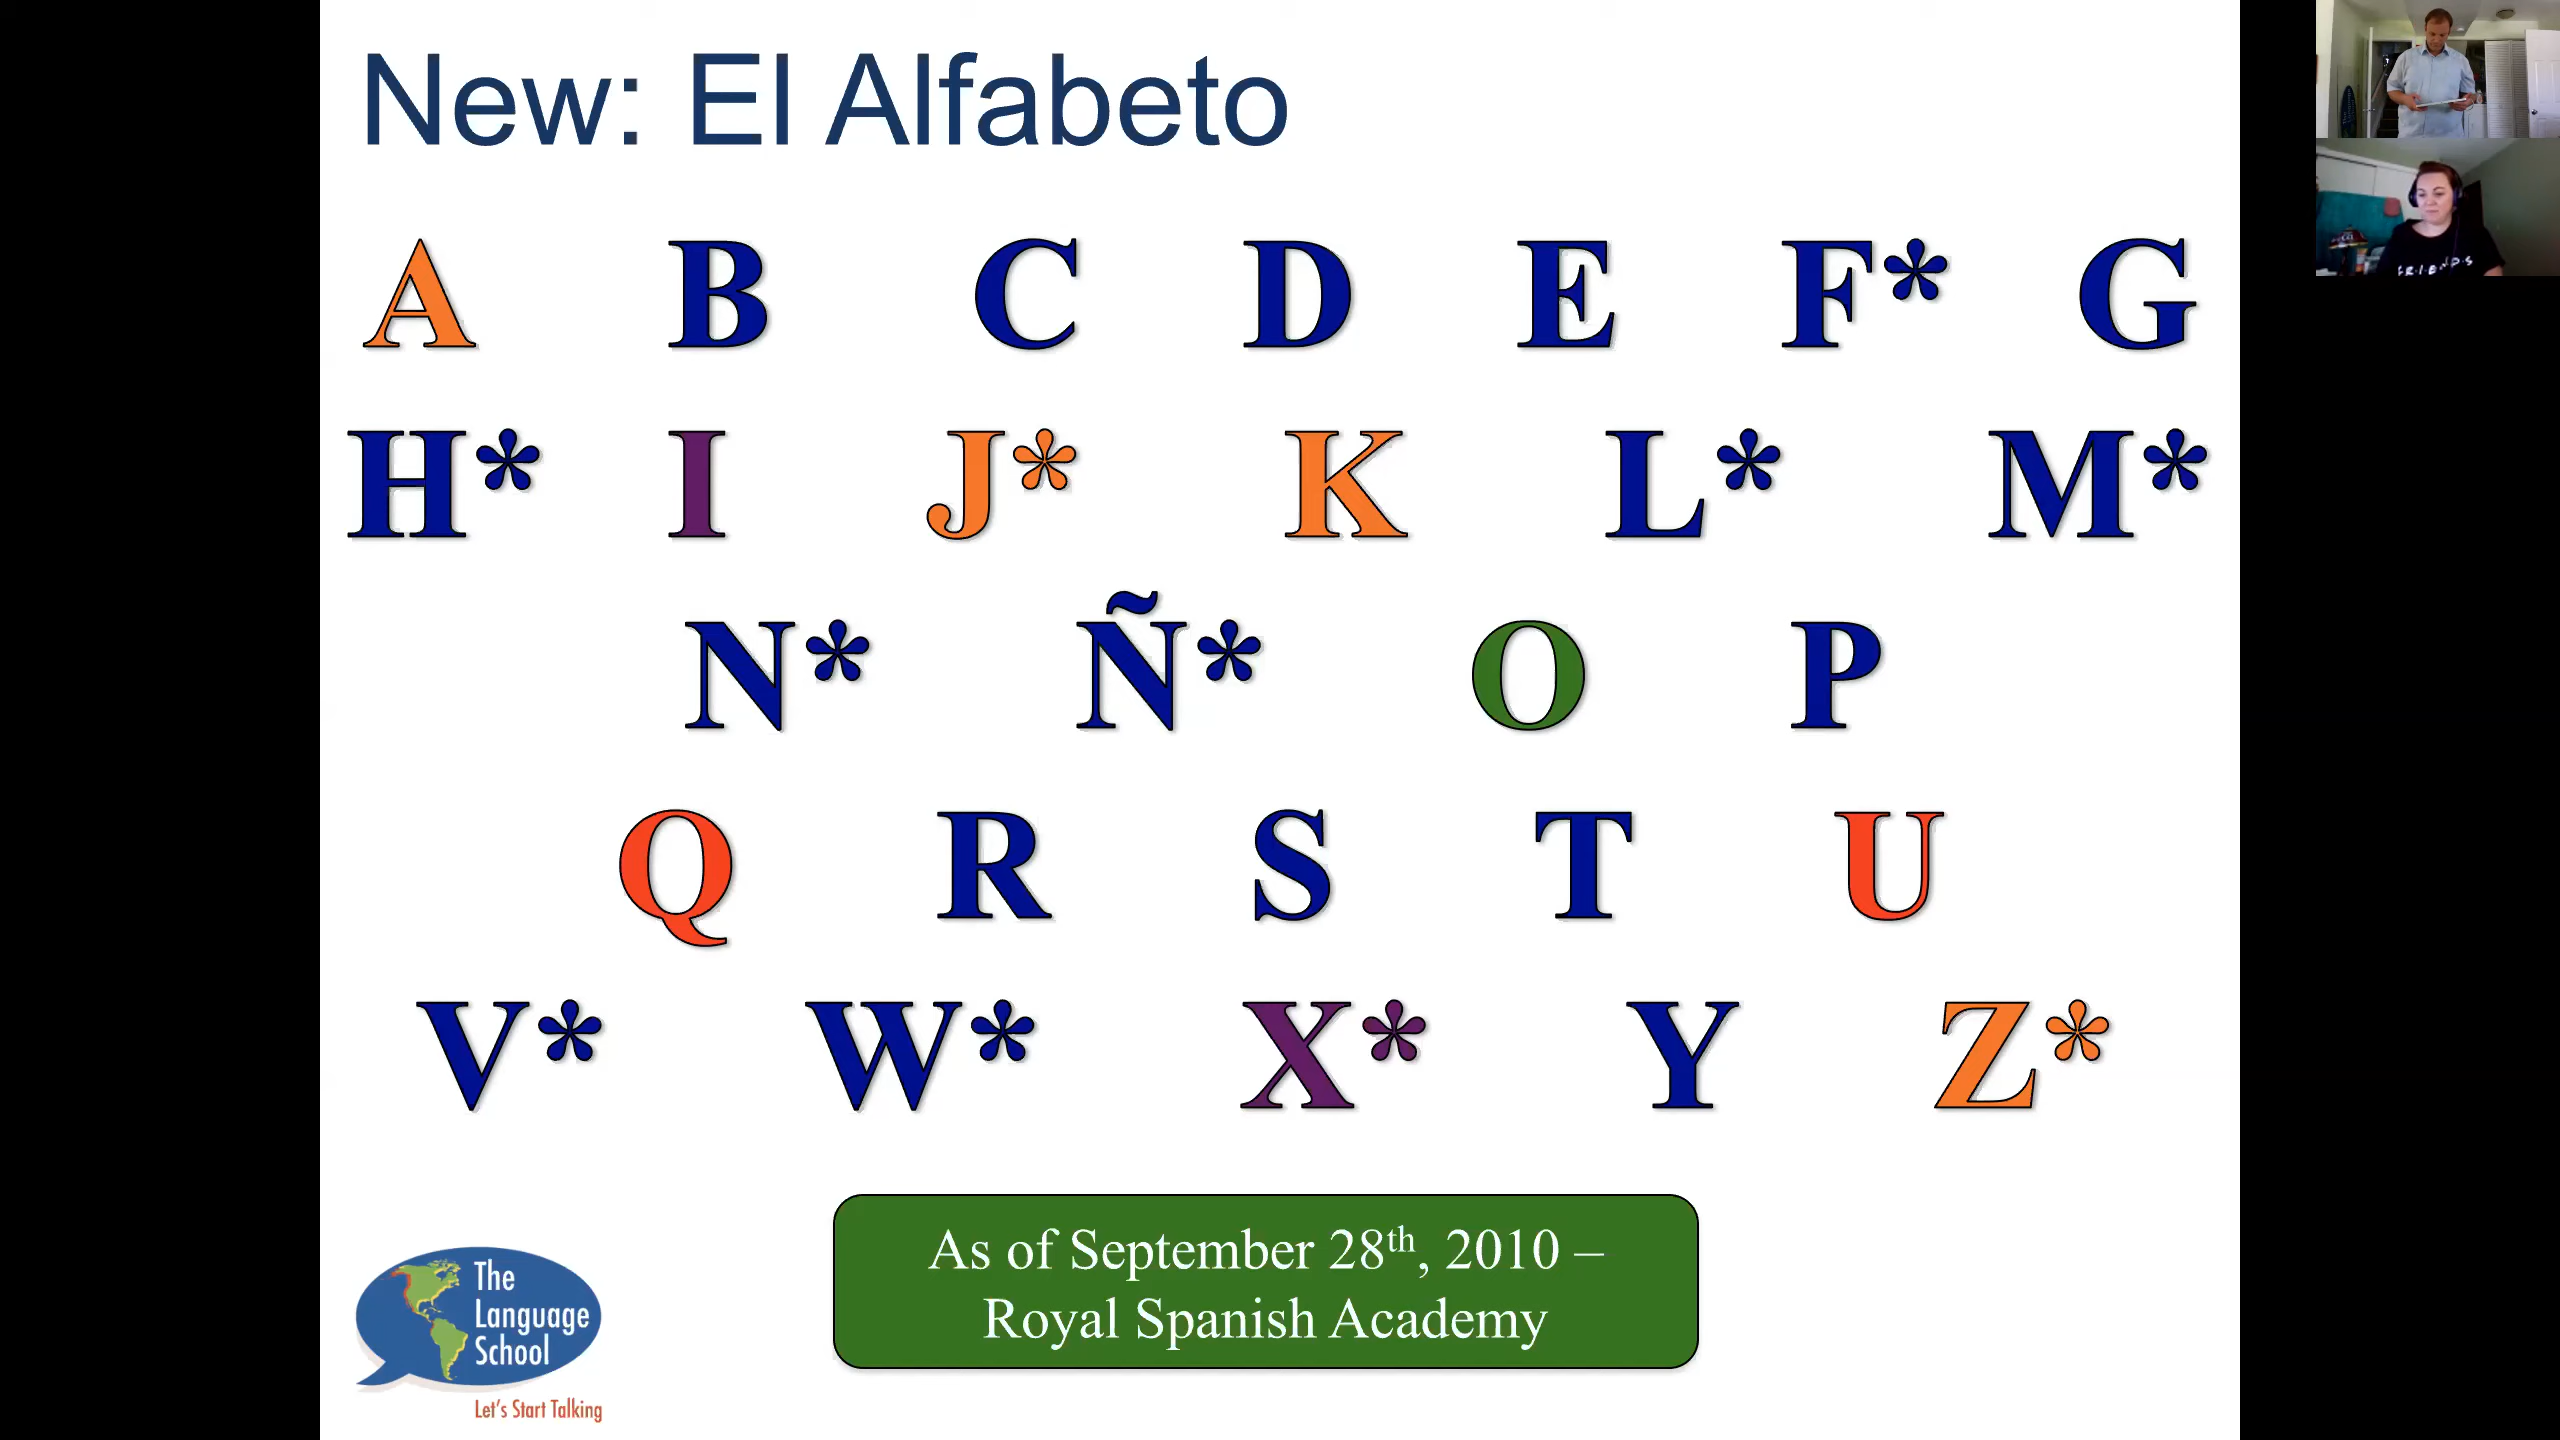 New: El Alfabeto
A B C D E F* G
H* I J* K L* M*
N* Ñ* O P
Q R S T U
V* W* X* Y Z*
As of September 28th, 2010 –
Royal Spanish Academy
The
Language
School
Let's Start Talking
F·R·I·E·N·D·S